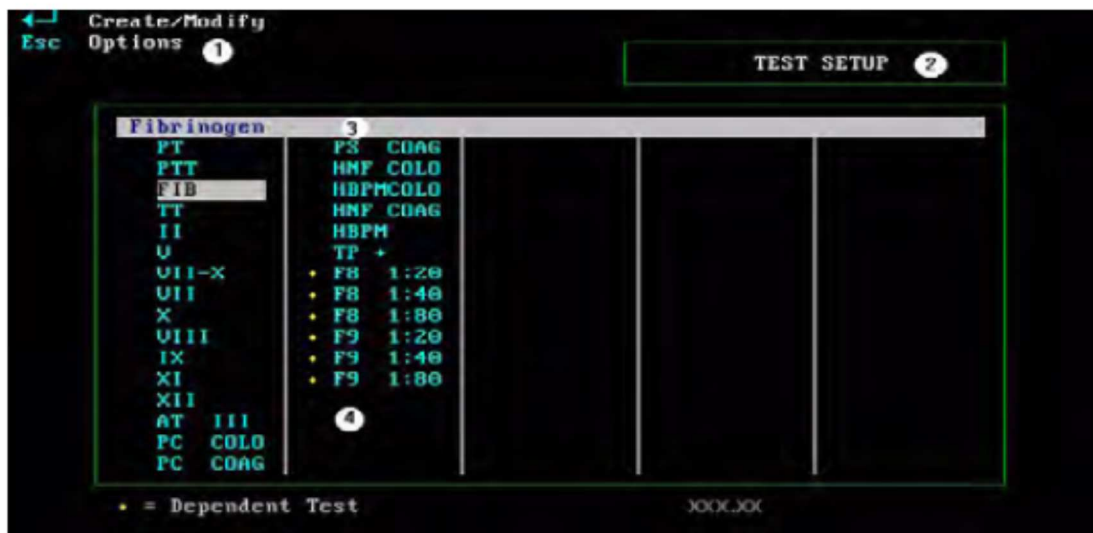 Create/Modify
Esc Options 1
TEST SETUP 2
Fibrinogen 3
PT PS COAG
PTT HNF COLO
FIB HBPMCOLO
TT HNF COAG
II HBPM
V TP +
VII-X • F8 1:20
VII • F8 1:40
X • F8 1:80
VIII • F9 1:20
IX • F9 1:40
XI • F9 1:80
XII
AT III 4
PC COLO
PC COAG
• = Dependent Test XXX.XX